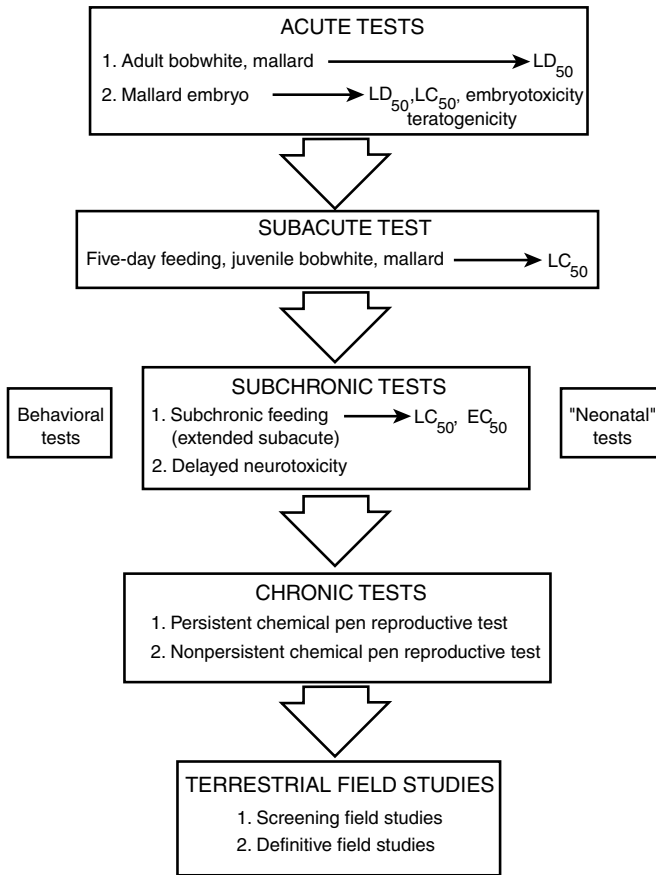 ACUTE TESTS
1. Adult bobwhite, mallard LD50
2. Mallard embryo LD50,LC50, embryotoxicity
teratogenicity
SUBACUTE TEST
Five-day feeding, juvenile bobwhite, mallard LC50
Behavioral
tests
SUBCHRONIC TESTS
1. Subchronic feeding LC50, EC50
(extended subacute)
2. Delayed neurotoxicity
"Neonatal"
tests
CHRONIC TESTS
1. Persistent chemical pen reproductive test
2. Nonpersistent chemical pen reproductive test
TERRESTRIAL FIELD STUDIES
1. Screening field studies
2. Definitive field studies